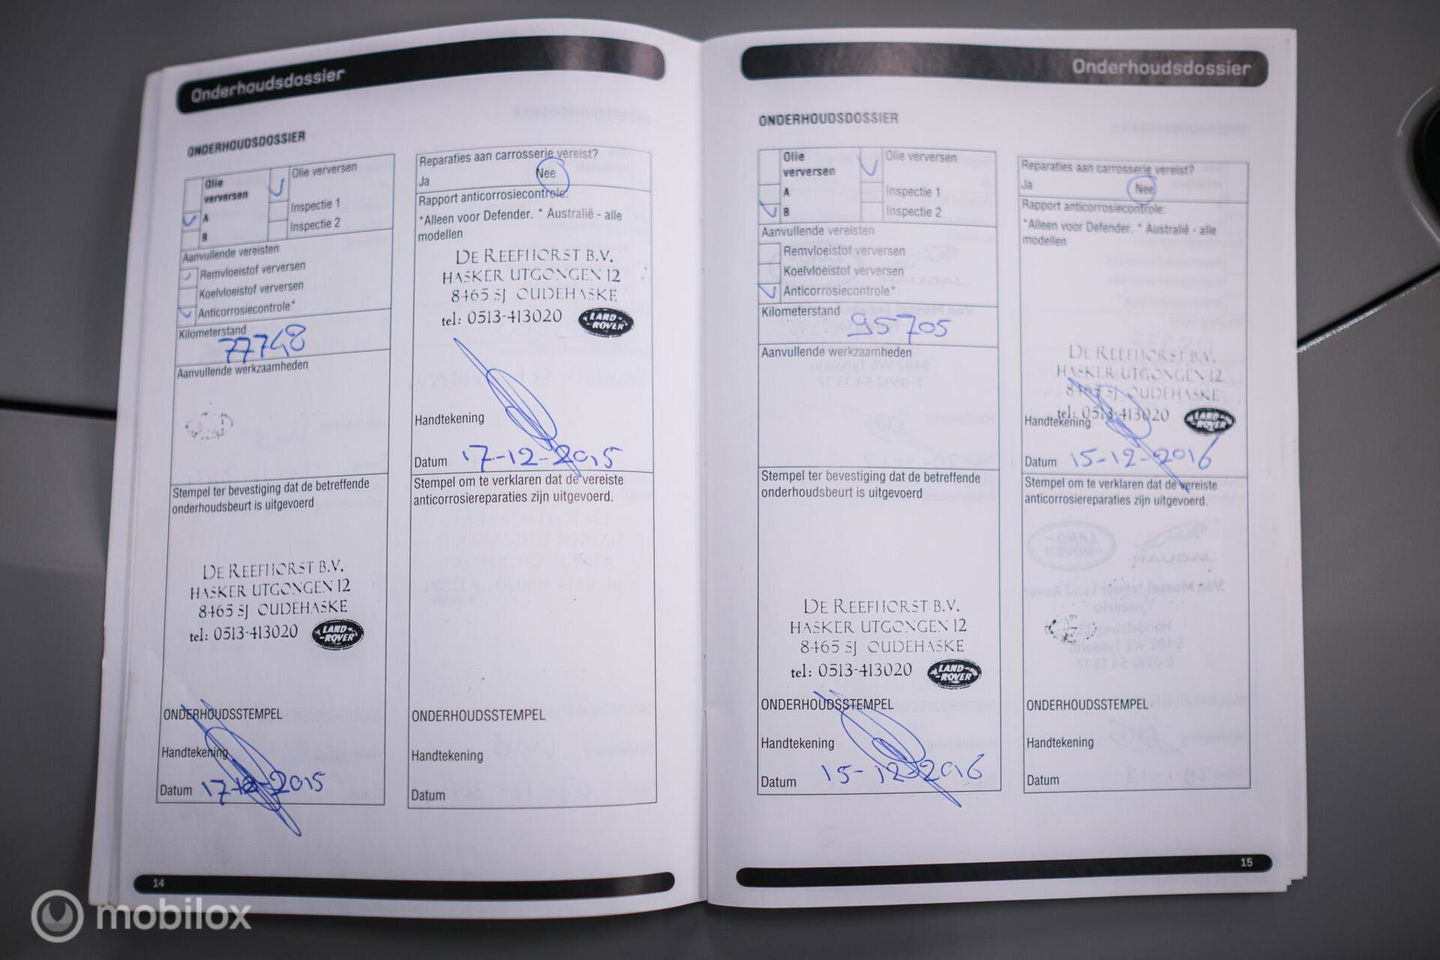 Onderhoudsdossier
ONDERHOUDSDOSSIER
Olie verversen
A
B
Olie verversen
Inspectie 1
Inspectie 2
Aanvullende vereisten
Remvloeistof verversen
Koelvloeistof verversen
Anticorrosiecontrole*
Kilometerstand
77748
Aanvullende werkzaamheden
Stempel ter bevestiging dat de betreffende
onderhoudsbeurt is uitgevoerd
DE REEFHORST B.V.
HASKER UTGONGEN 12
8465 SJ OUDEHASKE
tel: 0513-413020
LAND-
ROVER
ONDERHOUDSSTEMPEL
Handtekening
Datum 17-12-2015
Reparaties aan carrosserie vereist?
Ja Nee
Rapport anticorrosiecontrole:
*Alleen voor Defender. * Australië - alle
modellen
DE REEFHORST B.V.
HASKER UTGONGEN 12
8465 SJ OUDEHASKE
tel: 0513-413020
LAND-
ROVER
Handtekening
Datum 17-12-2015
Stempel om te verklaren dat de vereiste
anticorrosiereparaties zijn uitgevoerd.
ONDERHOUDSSTEMPEL
Handtekening
Datum
14
Onderhoudsdossier
ONDERHOUDSDOSSIER
Olie
verversen
A
B
Olie verversen
Inspectie 1
Inspectie 2
Aanvullende vereisten
Remvloeistof verversen
Koelvloeistof verversen
Anticorrosiecontrole*
Kilometerstand 95705
Aanvullende werkzaamheden
Stempel ter bevestiging dat de betreffende
onderhoudsbeurt is uitgevoerd
DE REEFHORST B.V.
HASKER UTGONGEN 12
8465 SJ OUDEHASKE
tel: 0513-413020
LAND-
ROVER
ONDERHOUDSSTEMPEL
Handtekening
Datum 15-12-2016
Reparaties aan carrosserie vereist?
Ja Nee
Rapport anticorrosiecontrole:
*Alleen voor Defender. * Australië - alle
modellen
DE REEFHORST B.V.
HASKER UTGONGEN 12
8465 SJ OUDEHASKE
tel: 0513-413020
LAND-
ROVER
Handtekening
Datum 15-12-2016
Stempel om te verklaren dat de vereiste
anticorrosiereparaties zijn uitgevoerd.
ONDERHOUDSSTEMPEL
Handtekening
Datum
15
mobilox